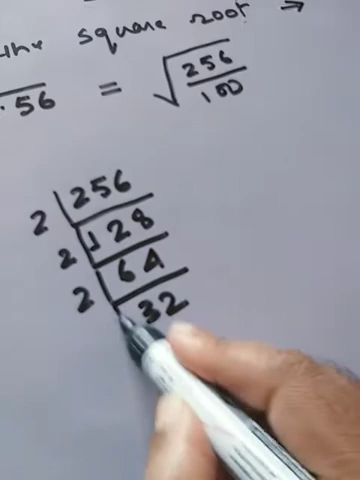 the square root →
.56 = √256/100
2 | 256
2 | 128
2 | 64
32